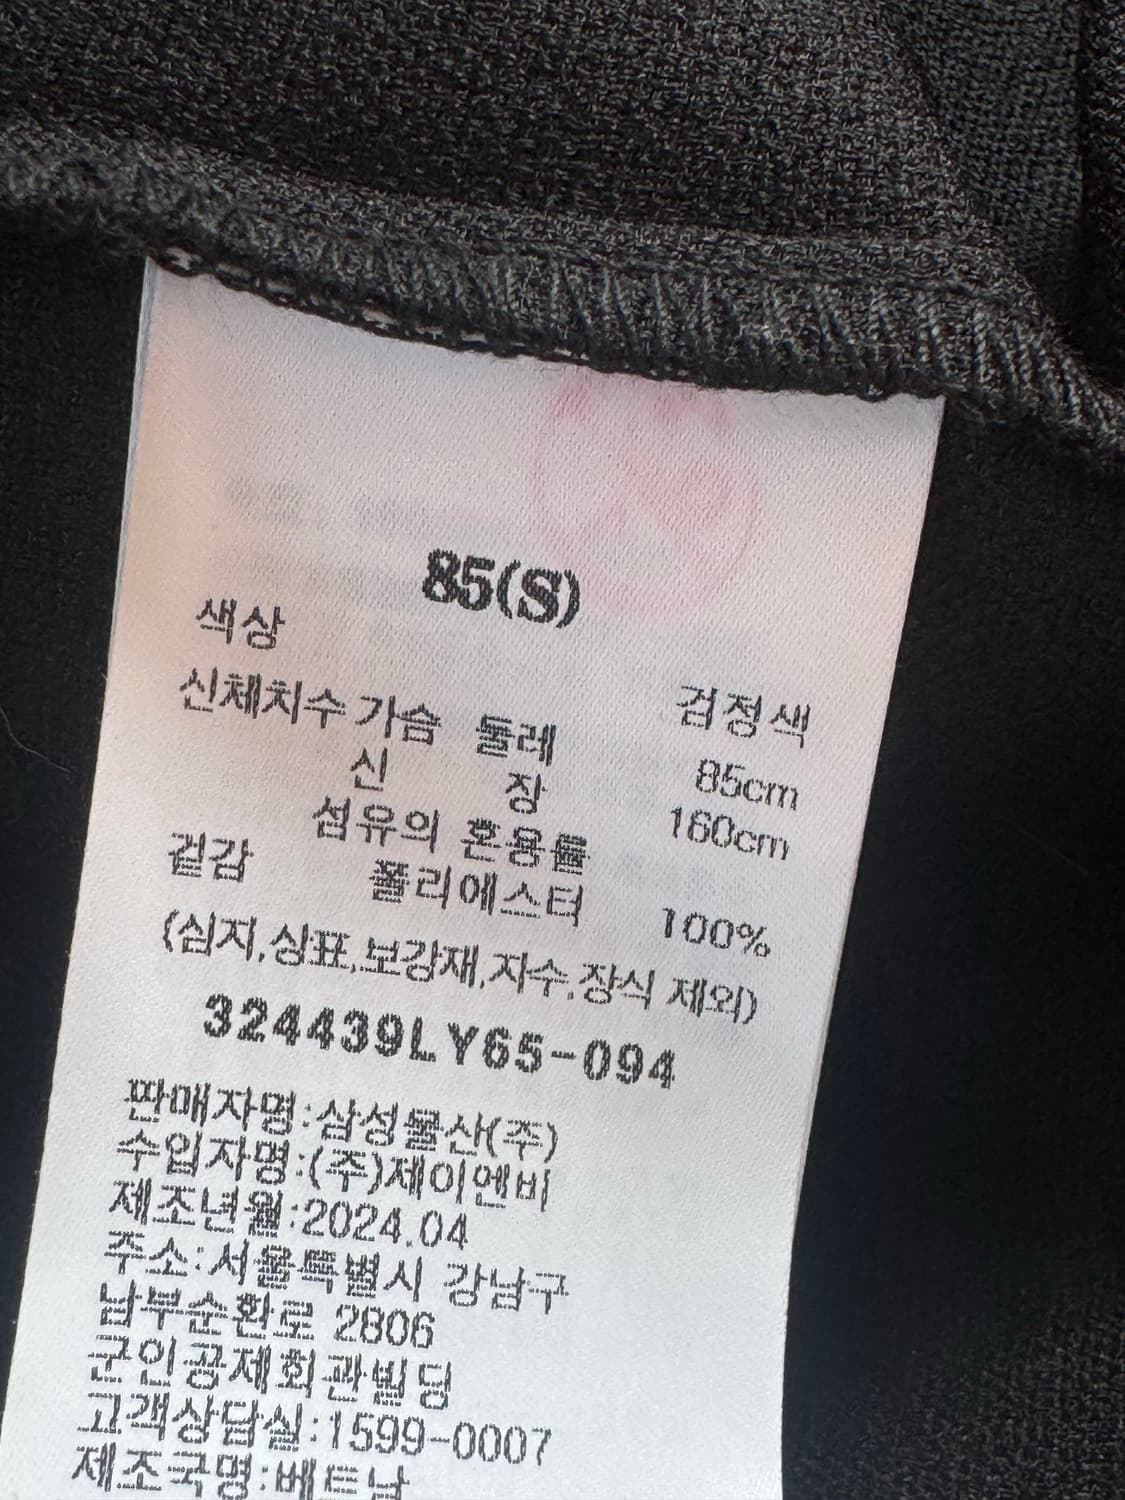 85(S)
색상 검정색
신체치수 가슴 둘레 85cm
신 장 160cm
섬유의 혼용률
겉감 폴리에스터 100%
(심지,상표,보강재,자수,장식 제외)
324439LY65-094
판매자명:삼성물산(주)
수입자명:(주)제이엔비
제조년월:2024.04
주소:서울특별시 강남구
남부순환로 2806
군인공제회관빌딩
고객상담실:1599-0007
제조국명:베트남